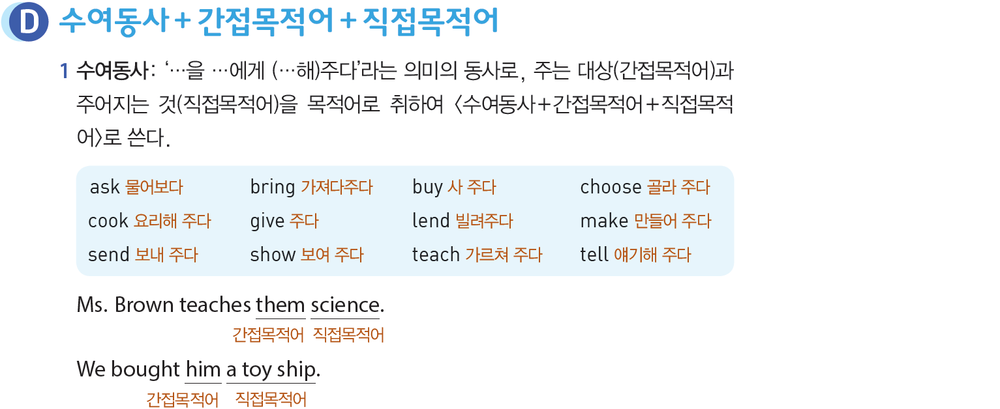 D 수여동사 + 간접목적어 + 직접목적어
1 수여동사: ‘…을 …에게 (…해)주다’라는 의미의 동사로, 주는 대상(간접목적어)과
주어지는 것(직접목적어)을 목적어로 취하여 〈수여동사+간접목적어+직접목적
어〉로 쓴다.
ask 물어보다 bring 가져다주다 buy 사 주다 choose 골라 주다
cook 요리해 주다 give 주다 lend 빌려주다 make 만들어 주다
send 보내 주다 show 보여 주다 teach 가르쳐 주다 tell 얘기해 주다
Ms. Brown teaches them science.
간접목적어 직접목적어
We bought him a toy ship.
간접목적어 직접목적어